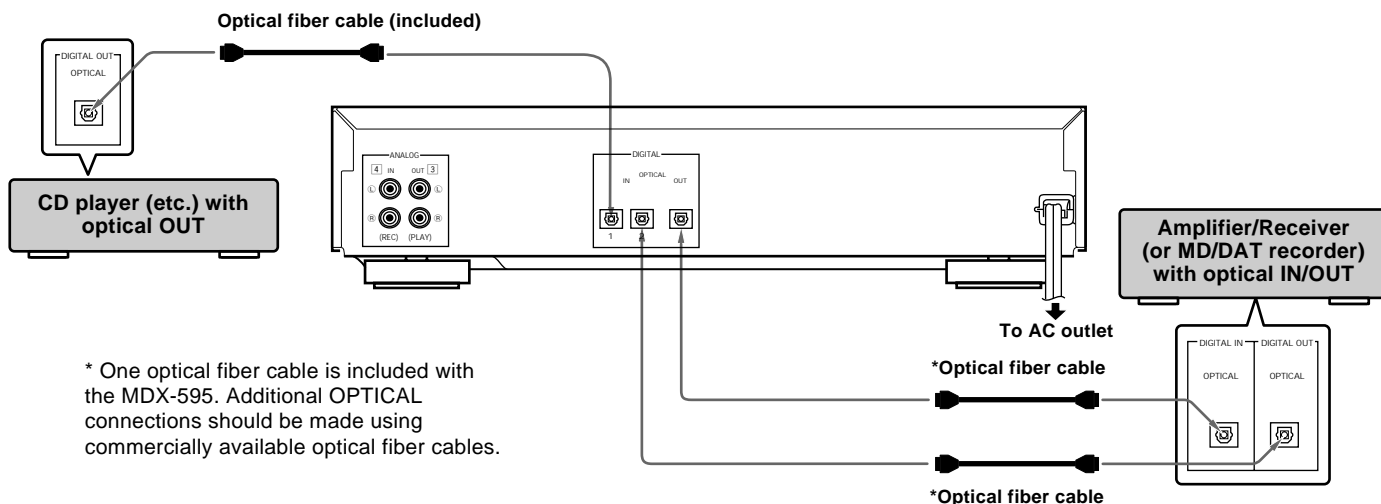 Optical fiber cable (included)
DIGITAL OUT
OPTICAL
CD player (etc.) with
optical OUT
ANALOG
4 IN OUT 3
L L
R R
(REC) (PLAY)
DIGITAL
OPTICAL
IN OUT
1 2
To AC outlet
Amplifier/Receiver
(or MD/DAT recorder)
with optical IN/OUT
DIGITAL IN DIGITAL OUT
OPTICAL OPTICAL
*Optical fiber cable
*Optical fiber cable
* One optical fiber cable is included with
the MDX-595. Additional OPTICAL
connections should be made using
commercially available optical fiber cables.